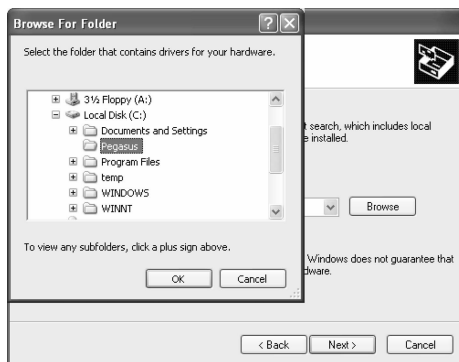 Browse For Folder
Select the folder that contains drivers for your hardware.
3½ Floppy (A:)
Local Disk (C:)
Documents and Settings
Pegasus
Program Files
temp
WINDOWS
WINNT
To view any subfolders, click a plus sign above.
OK Cancel
t search, which includes local
e installed.
Browse
Windows does not guarantee that
dware.
< Back Next > Cancel